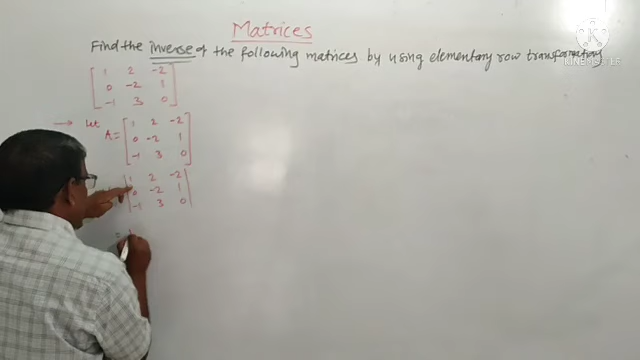 Matrices
Find the inverse of the following matrices by using elementary row transformations
1 2 -2
0 -2 1
-1 3 0
→ Let
A = 1 2 -2
0 -2 1
-1 3 0
1 2 -2
0 -2 1
-1 3 0
=
KINEMASTER